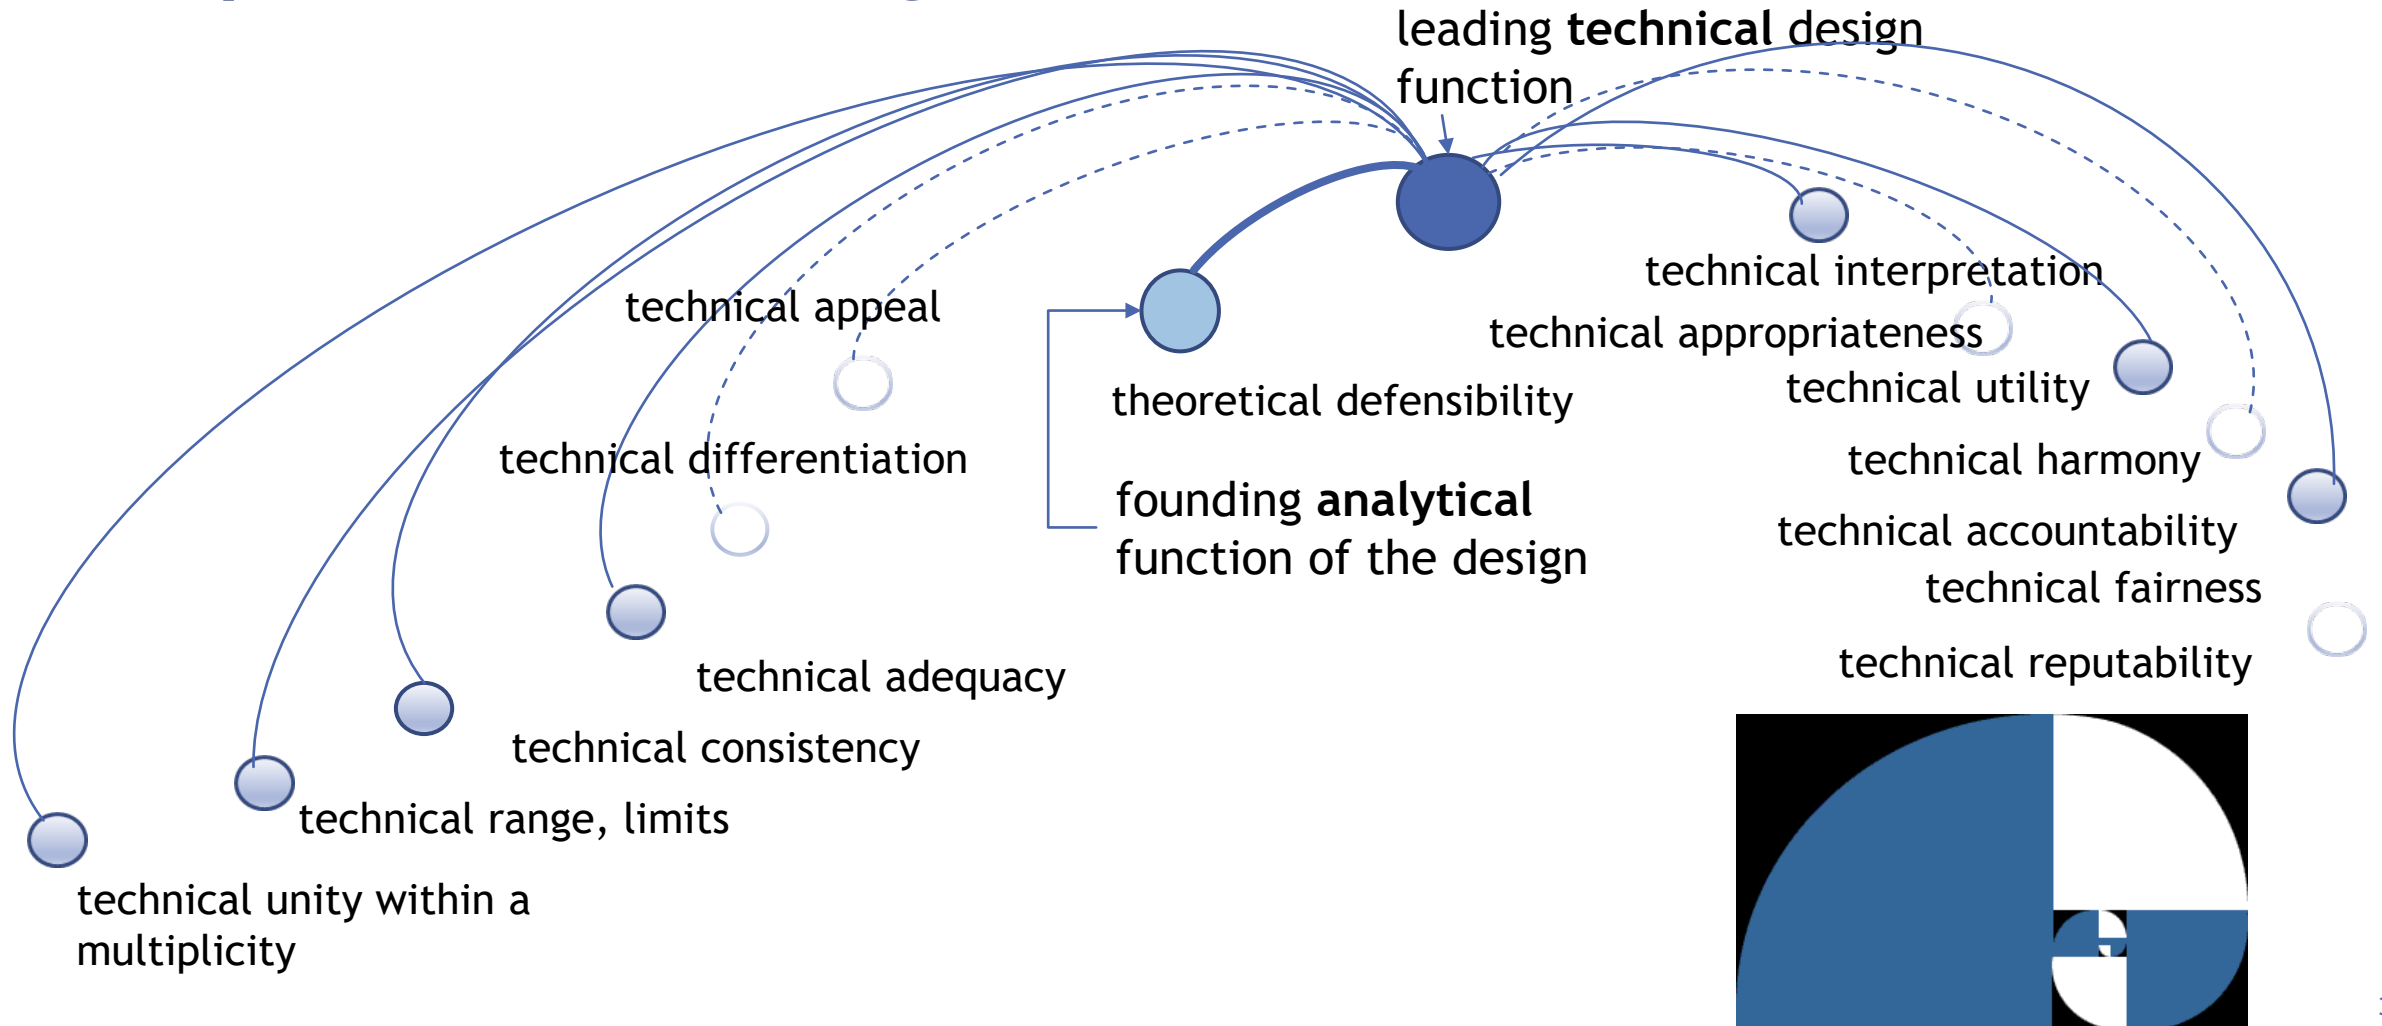 leading technical design
function
technical interpretation
technical appeal
technical appropriateness
technical utility
theoretical defensibility
technical differentiation
technical harmony
founding analytical
function of the design
technical accountability
technical fairness
technical reputability
technical adequacy
technical consistency
technical range, limits
technical unity within a
multiplicity